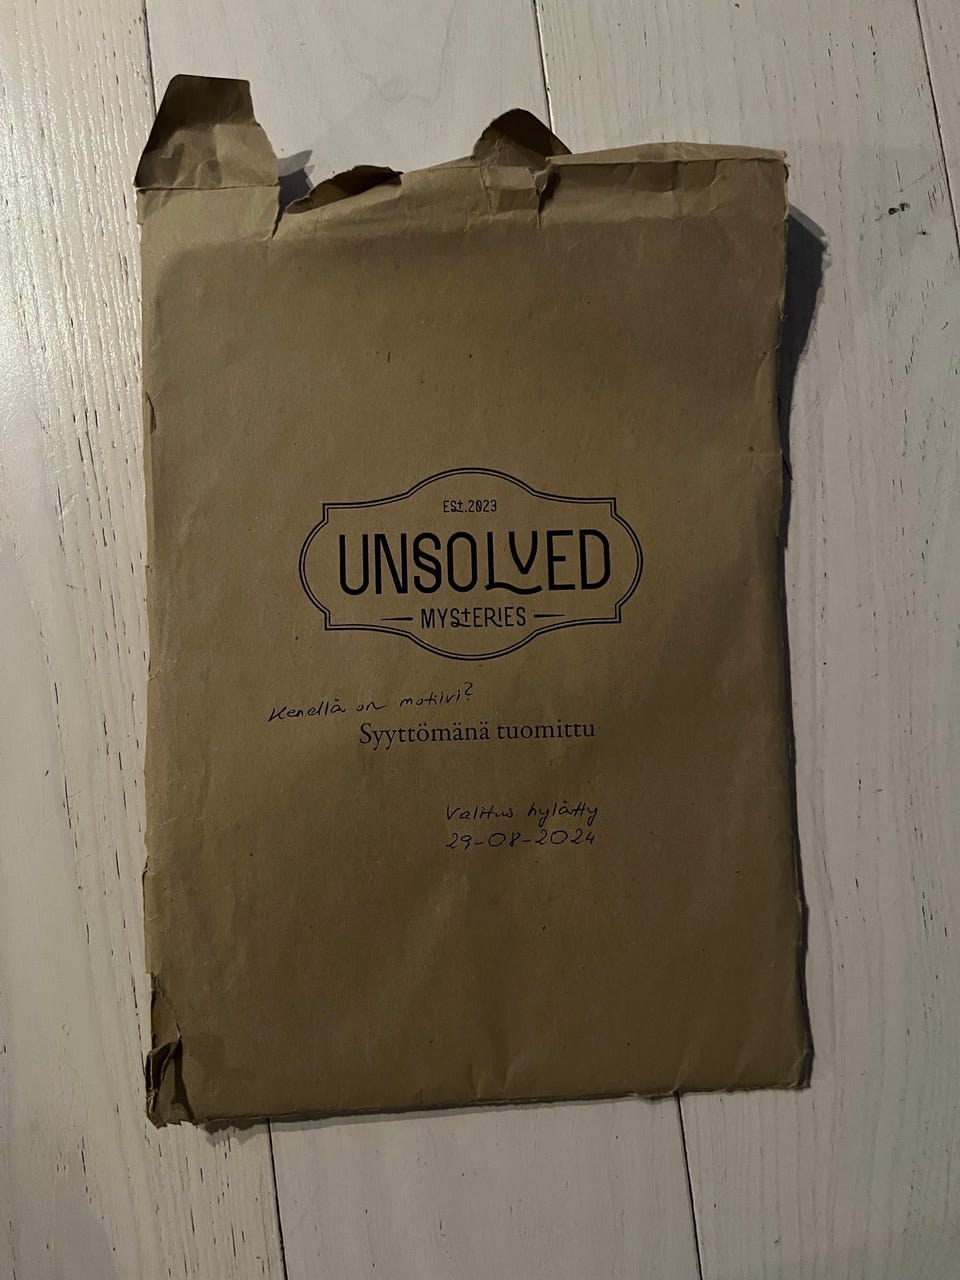 Est.2023
UNSOLVED
MYSTERIES
Kenellä on motiivi?
Syyttömänä tuomittu
Valitus hylätty
29-08-2024